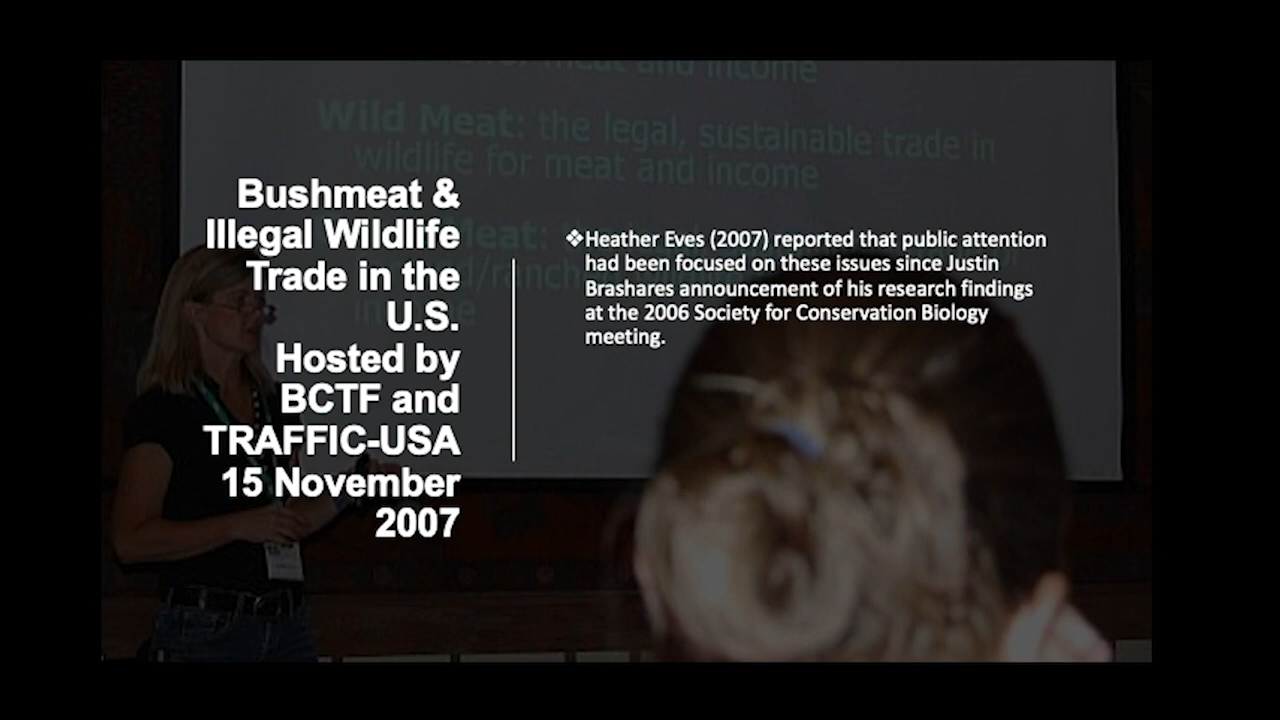 for meat and income
Wild Meat: the legal, sustainable trade in
wildlife for meat and income
Meat:
Bushmeat &
Illegal Wildlife
Trade in the
U.S.
Hosted by
BCTF and
TRAFFIC-USA
15 November
2007
❖Heather Eves (2007) reported that public attention
had been focused on these issues since Justin
Brashares announcement of his research findings
at the 2006 Society for Conservation Biology
meeting.